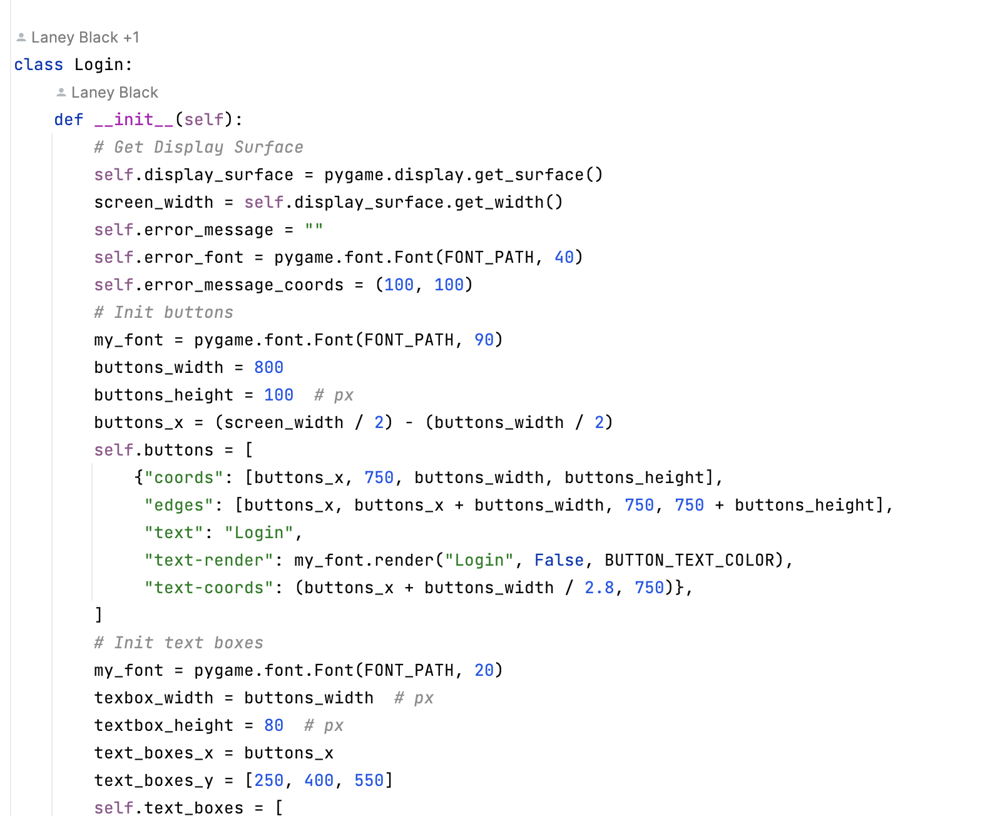 Laney Black +1
class Login:
Laney Black
def __init__(self):
# Get Display Surface
self.display_surface = pygame.display.get_surface()
screen_width = self.display_surface.get_width()
self.error_message = ""
self.error_font = pygame.font.Font(FONT_PATH, 40)
self.error_message_coords = (100, 100)
# Init buttons
my_font = pygame.font.Font(FONT_PATH, 90)
buttons_width = 800
buttons_height = 100  # px
buttons_x = (screen_width / 2) - (buttons_width / 2)
self.buttons = [
{"coords": [buttons_x, 750, buttons_width, buttons_height],
"edges": [buttons_x, buttons_x + buttons_width, 750, 750 + buttons_height],
"text": "Login",
"text-render": my_font.render("Login", False, BUTTON_TEXT_COLOR),
"text-coords": (buttons_x + buttons_width / 2.8, 750)},
]
# Init text boxes
my_font = pygame.font.Font(FONT_PATH, 20)
texbox_width = buttons_width  # px
textbox_height = 80  # px
text_boxes_x = buttons_x
text_boxes_y = [250, 400, 550]
self.text_boxes = [